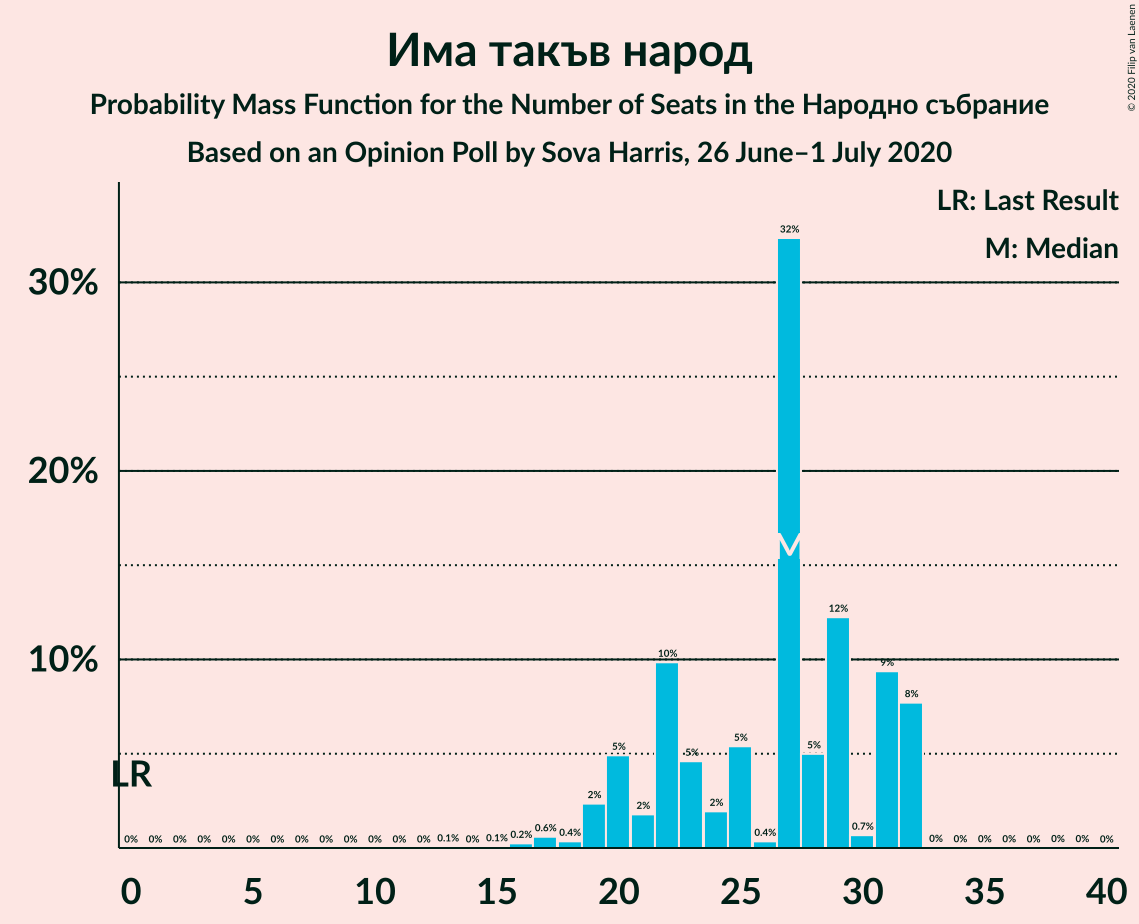 Има такъв народ
Probability Mass Function for the Number of Seats in the Народно събрание
Based on an Opinion Poll by Sova Harris, 26 June–1 July 2020
© 2020 Filip van Laenen
LR: Last Result
M: Median
32%
30%
20%
M
12%
10%
10%
9%
8%
5%
5%
5%
5%
LR
2%
2%
2%
0% 0% 0% 0% 0% 0% 0% 0% 0% 0% 0% 0% 0% 0.1% 0% 0.1% 0.2% 0.6% 0.4% 0.4% 0.7% 0% 0% 0% 0% 0% 0% 0% 0%
0 5 10 15 20 25 30 35 40